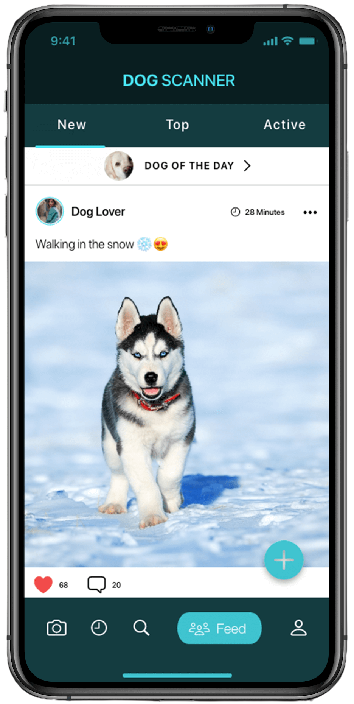 9:41
DOG SCANNER
New Top Active
DOG OF THE DAY
Dog Lover 28 Minutes
Walking in the snow ❄️😍
68 20
Feed